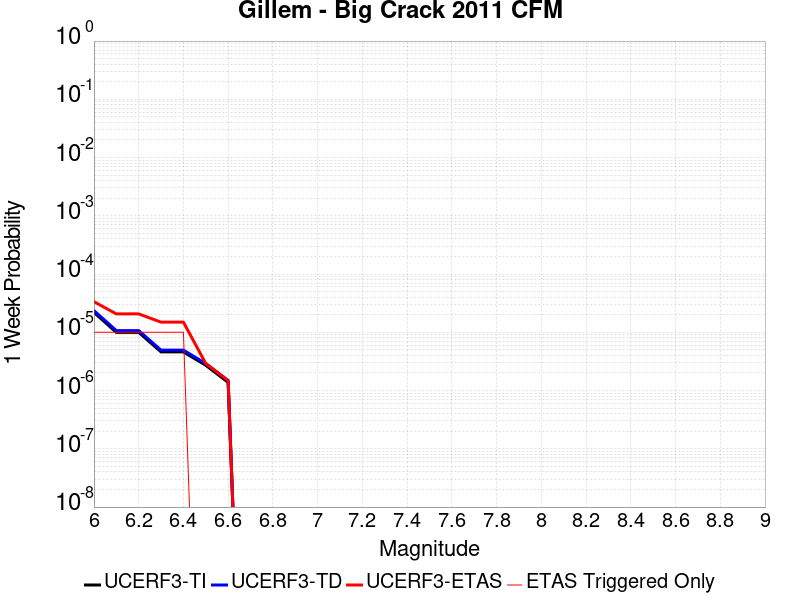 Gillem - Big Crack 2011 CFM
10^0
10^-1
10^-2
10^-3
10^-4
10^-5
10^-6
10^-7
10^-8
1 Week Probability
6 6.2 6.4 6.6 6.8 7 7.2 7.4 7.6 7.8 8 8.2 8.4 8.6 8.8 9
Magnitude
UCERF3-TI UCERF3-TD UCERF3-ETAS ETAS Triggered Only